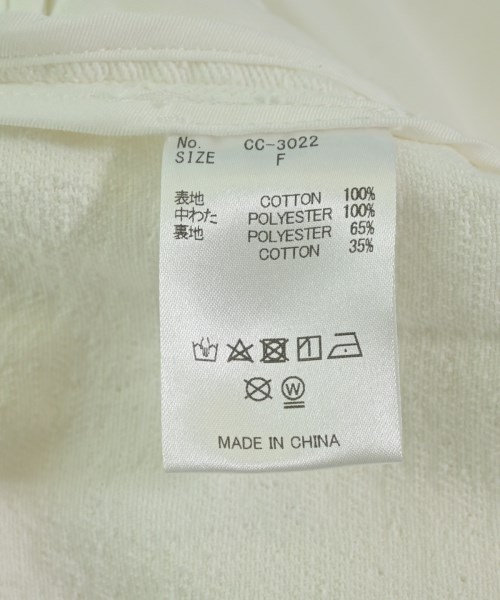 No. CC-3022
SIZE F
表地 COTTON 100%
中わた POLYESTER 100%
裏地 POLYESTER 65%
COTTON 35%
W
MADE IN CHINA